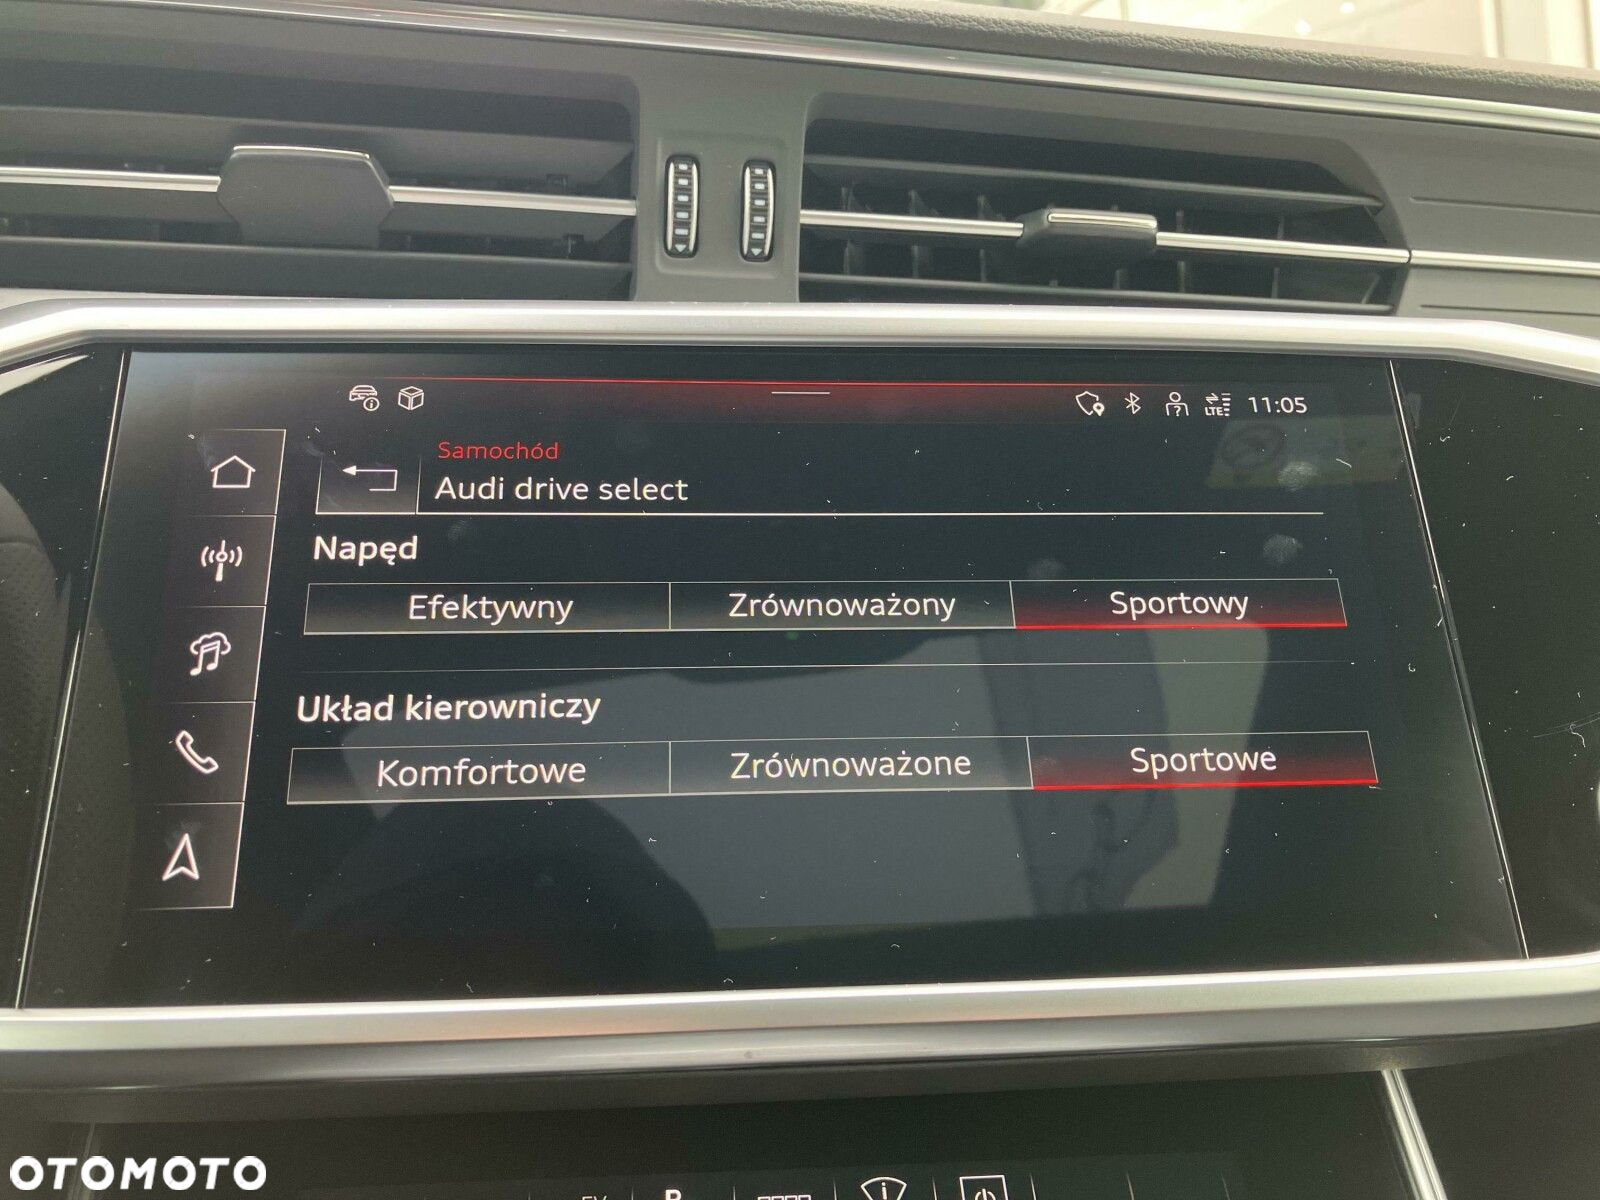 LTE 11:05
Samochód
Audi drive select
Napęd
Efektywny Zrównoważony Sportowy
Układ kierowniczy
Komfortowe Zrównoważone Sportowe
OTOMOTO